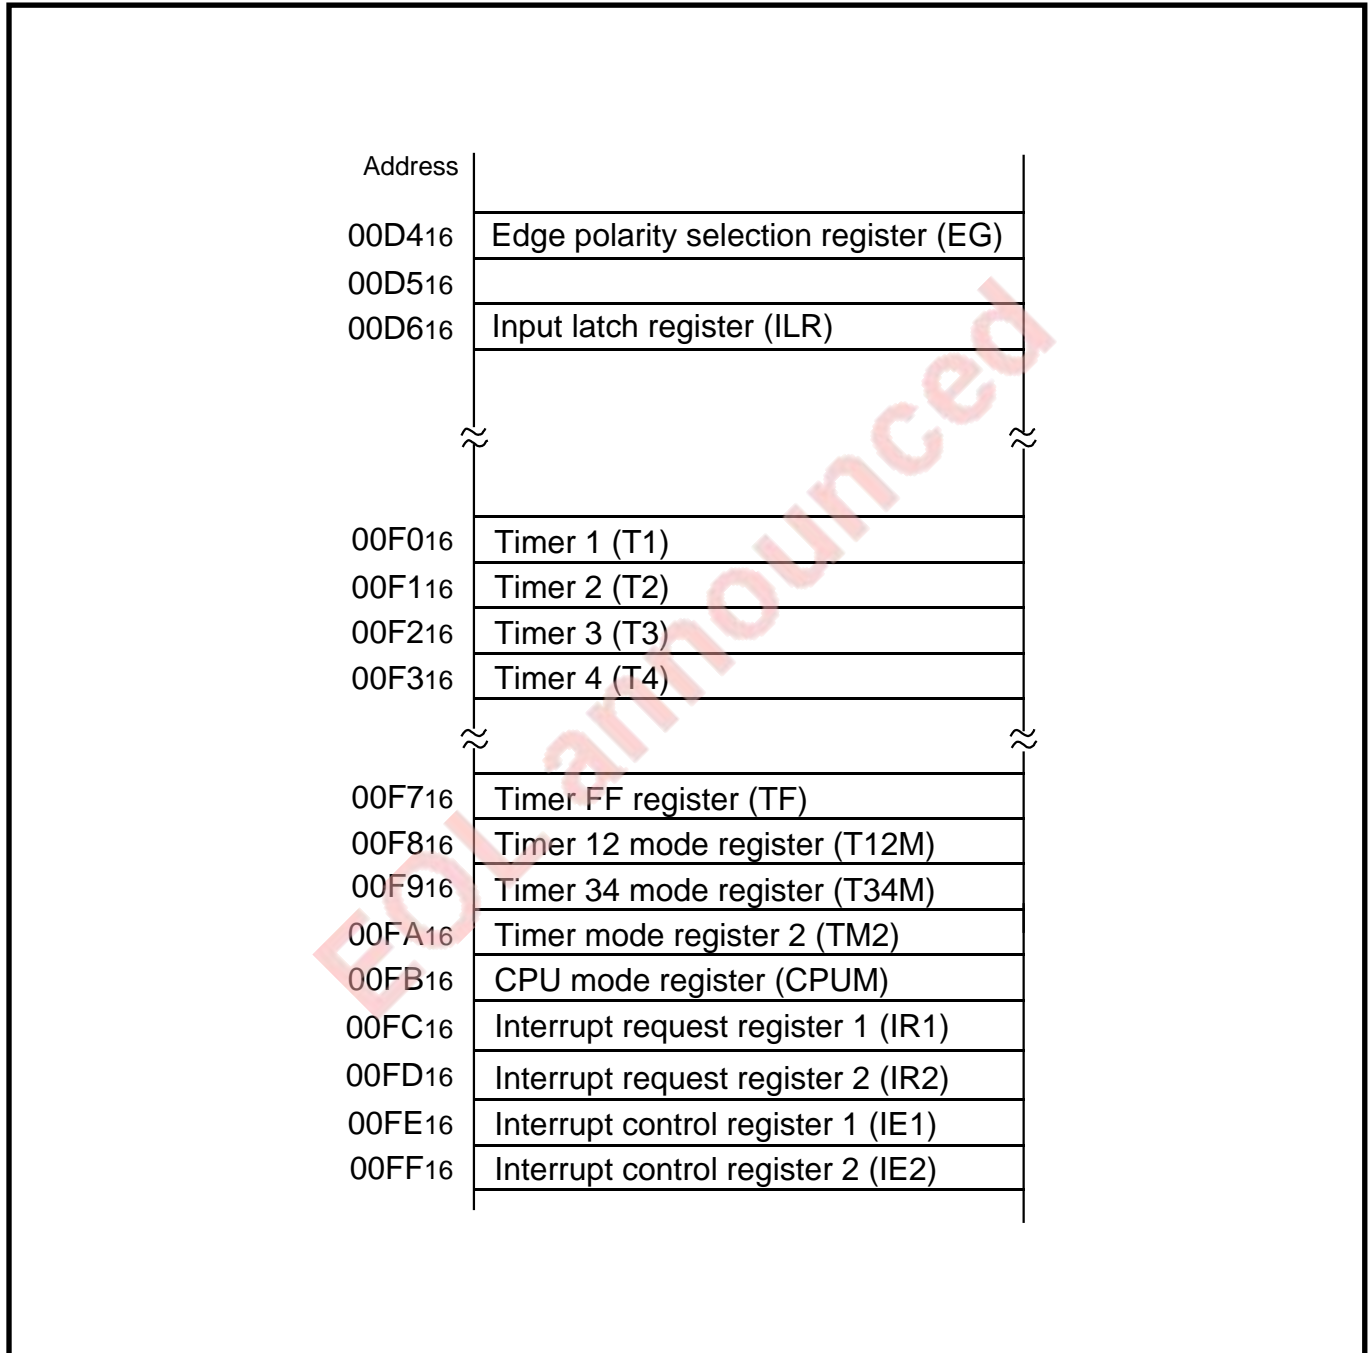 Address
00D416 Edge polarity selection register (EG)
00D516
00D616 Input latch register (ILR)
00F016 Timer 1 (T1)
00F116 Timer 2 (T2)
00F216 Timer 3 (T3)
00F316 Timer 4 (T4)
00F716 Timer FF register (TF)
00F816 Timer 12 mode register (T12M)
00F916 Timer 34 mode register (T34M)
00FA16 Timer mode register 2 (TM2)
00FB16 CPU mode register (CPUM)
00FC16 Interrupt request register 1 (IR1)
00FD16 Interrupt request register 2 (IR2)
00FE16 Interrupt control register 1 (IE1)
00FF16 Interrupt control register 2 (IE2)
EOL announced